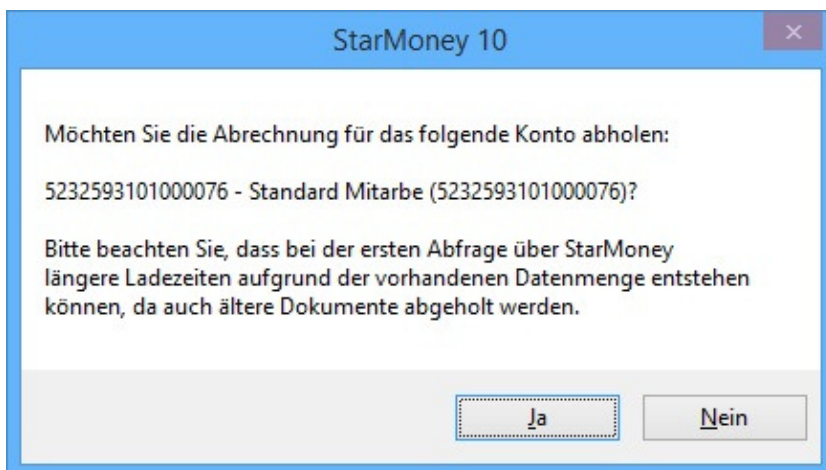 StarMoney 10
Möchten Sie die Abrechnung für das folgende Konto abholen:
5232593101000076 - Standard Mitarbe (5232593101000076)?
Bitte beachten Sie, dass bei der ersten Abfrage über StarMoney
längere Ladezeiten aufgrund der vorhandenen Datenmenge entstehen
können, da auch ältere Dokumente abgeholt werden.
Ja
Nein